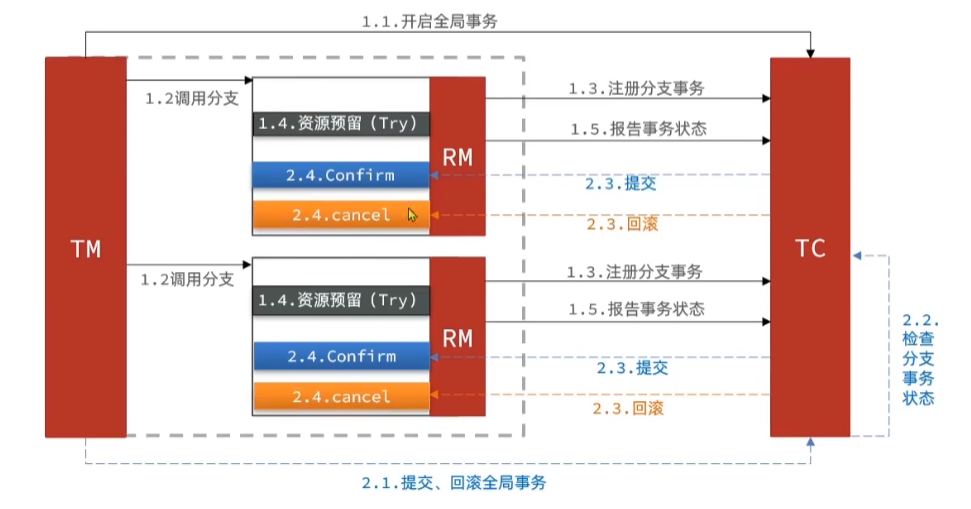 1.1.开启全局事务
TM
1.2调用分支
1.4.资源预留（Try）
2.4.Confirm
2.4.cancel
RM
1.3.注册分支事务
1.5.报告事务状态
2.3.提交
2.3.回滚
1.2调用分支
1.4.资源预留（Try）
2.4.Confirm
2.4.cancel
RM
1.3.注册分支事务
1.5.报告事务状态
2.3.提交
2.3.回滚
TC
2.2.
检查
分支
事务
状态
2.1.提交、回滚全局事务